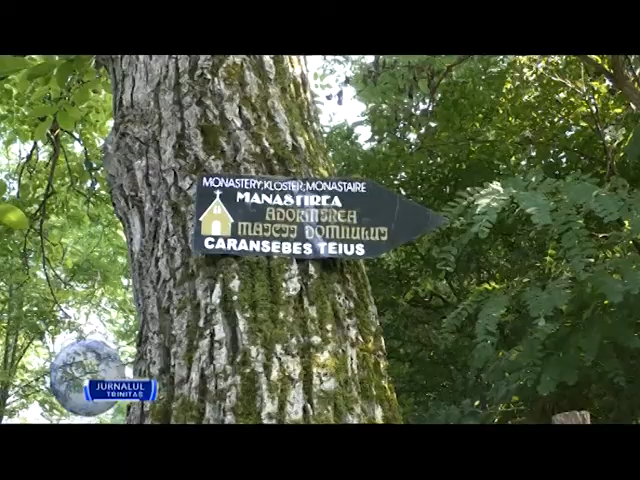 MONASTERY, KLOSTER, MONASTAIRE
MANASTIREA
ADORMIREA
MAICII DOMNULUI
CARANSEBES TEIUS
JURNALUL
TRINITAS